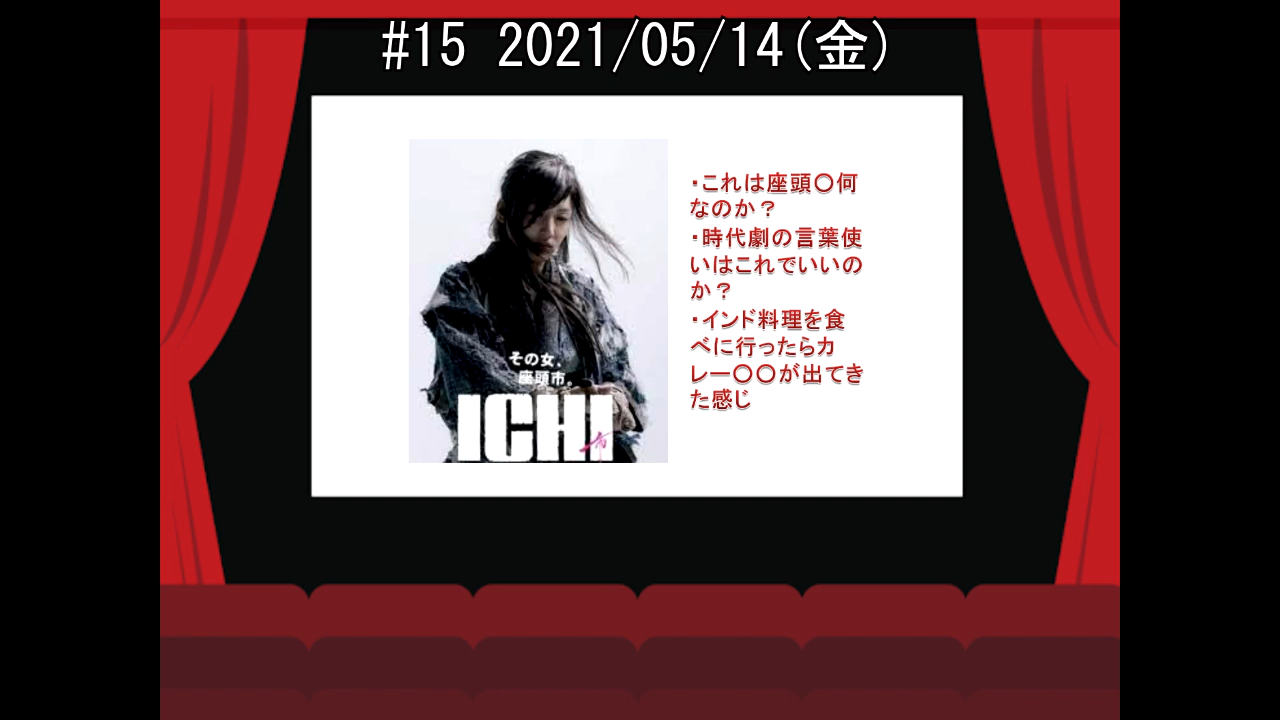 #15 2021/05/14(金)
その女、
座頭市。
ICHI
市
・これは座頭〇何
なのか?
・時代劇の言葉使
いはこれでいいの
か?
・インド料理を食
べに行ったらカ
レー〇〇が出てき
た感じ